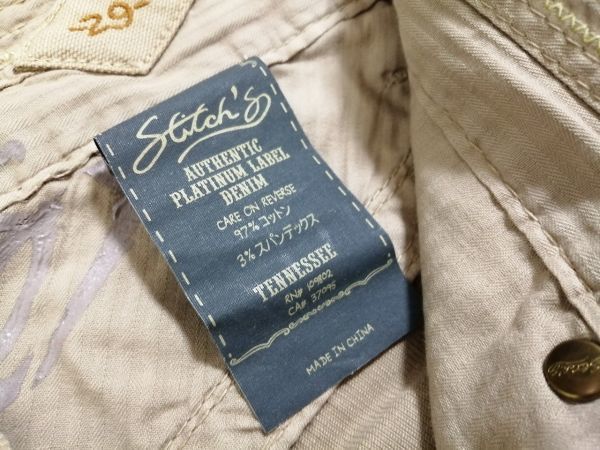 -29-
Stitch's
AUTHENTIC
PLATINUM LABEL
DENIM
CARE ON REVERSE
97% コットン
3% スパンデックス
TENNESSEE
RN# 109802
CA# 37095
MADE IN CHINA